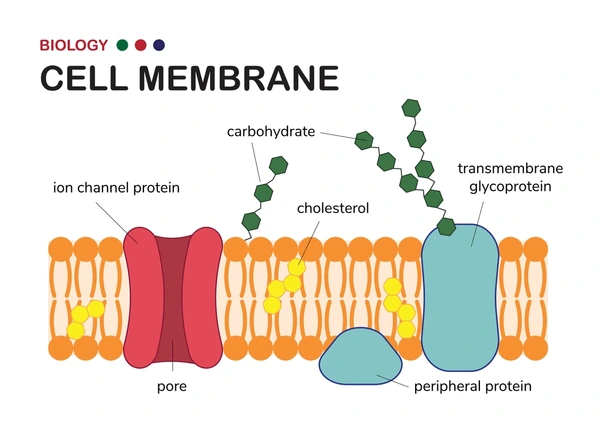 BIOLOGY
CELL MEMBRANE
carbohydrate
transmembrane
glycoprotein
ion channel protein
cholesterol
pore
peripheral protein